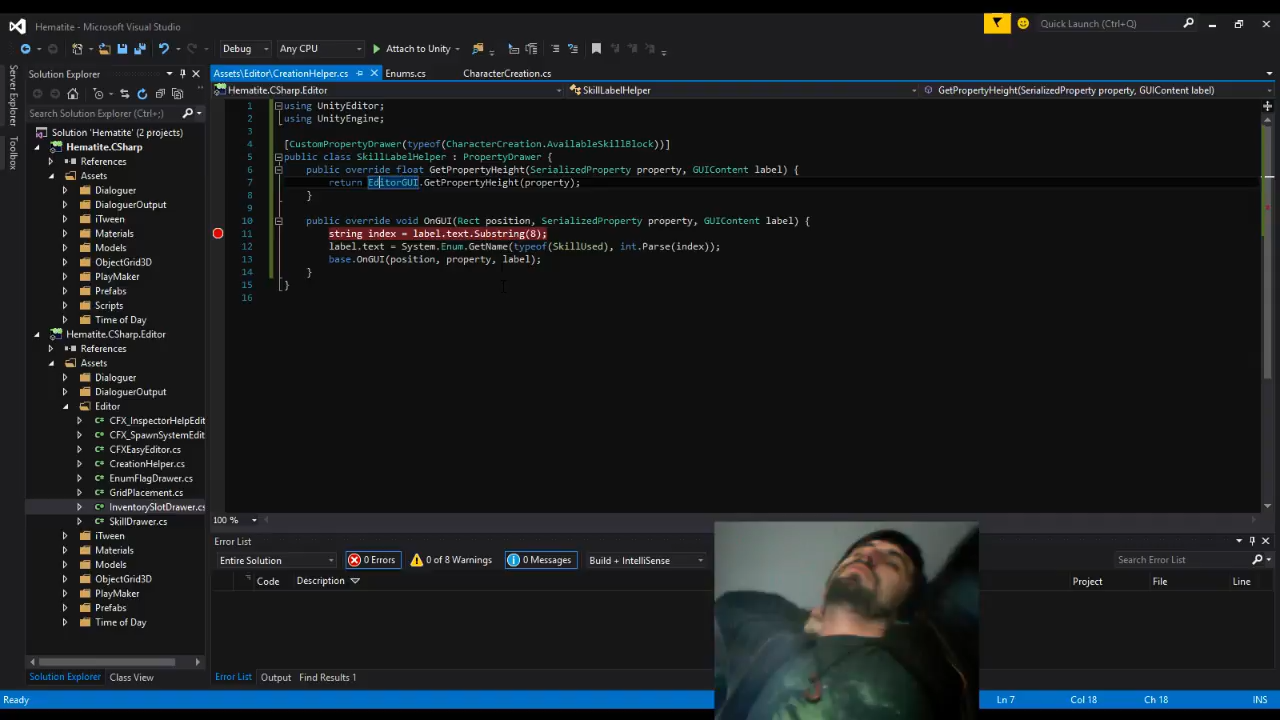 Hematite - Microsoft Visual Studio
Quick Launch (Ctrl+Q)
Debug
Any CPU
Attach to Unity
Server Explorer
Toolbox
Solution Explorer
Search Solution Explorer (Ctrl+;)
Solution 'Hematite' (2 projects)
Hematite.CSharp
References
Assets
Dialoguer
DialoguerOutput
iTween
Materials
Models
ObjectGrid3D
PlayMaker
Prefabs
Scripts
Time of Day
Hematite.CSharp.Editor
References
Assets
Dialoguer
DialoguerOutput
Editor
CFX_InspectorHelpEdit
CFX_SpawnSystemEdit
CFXEasyEditor.cs
CreationHelper.cs
EnumFlagDrawer.cs
GridPlacement.cs
InventorySlotDrawer.cs
SkillDrawer.cs
iTween
Materials
Models
ObjectGrid3D
PlayMaker
Prefabs
Time of Day
Solution Explorer
Class View
Assets\Editor\CreationHelper.cs
Enums.cs
CharacterCreation.cs
Hematite.CSharp.Editor
SkillLabelHelper
GetPropertyHeight(SerializedProperty property, GUIContent label)
1 using UnityEditor;
2 using UnityEngine;
3
4 [CustomPropertyDrawer(typeof(CharacterCreation.AvailableSkillBlock))]
5 public class SkillLabelHelper : PropertyDrawer {
6 public override float GetPropertyHeight(SerializedProperty property, GUIContent label) {
7 return EditorGUI.GetPropertyHeight(property);
8 }
9
10 public override void OnGUI(Rect position, SerializedProperty property, GUIContent label) {
11 string index = label.text.Substring(8);
12 label.text = System.Enum.GetName(typeof(SkillUsed), int.Parse(index));
13 base.OnGUI(position, property, label);
14 }
15 }
16
100 %
Error List
Entire Solution
0 Errors
0 of 8 Warnings
0 Messages
Build + IntelliSense
Search Error List
Code
Description
Project
File
Line
Error List
Output
Find Results 1
Ready
Ln 7
Col 18
Ch 18
INS